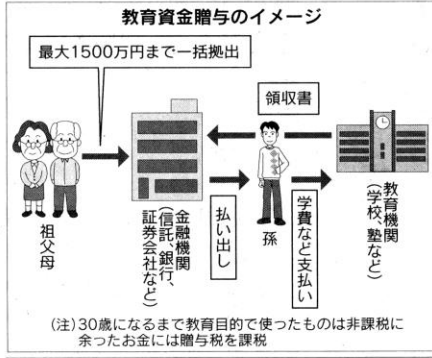 教育資金贈与のイメージ
最大1500万円まで一括拠出
領収書
祖父母
金融機関
(信託、銀行、
証券会社など)
払い出し
孫
学費など支払い
教育機関
(学校、塾など)
(注)30歳になるまで教育目的で使ったものは非課税に
余ったお金には贈与税を課税